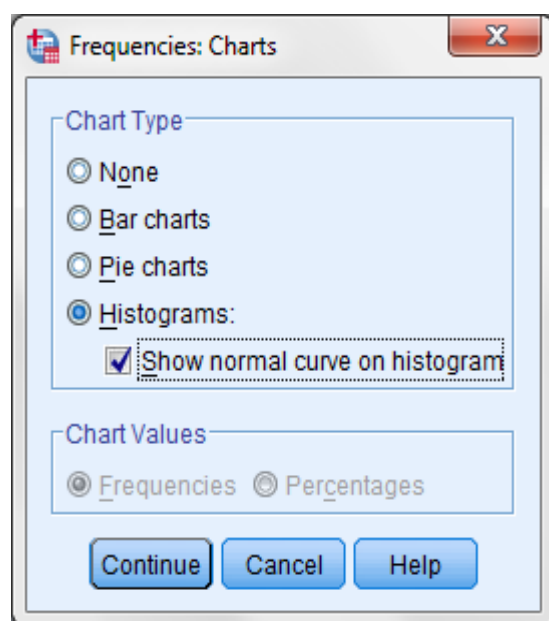 Frequencies: Charts
Chart Type
None
Bar charts
Pie charts
Histograms:
Show normal curve on histogram
Chart Values
Frequencies Percentages
Continue Cancel Help